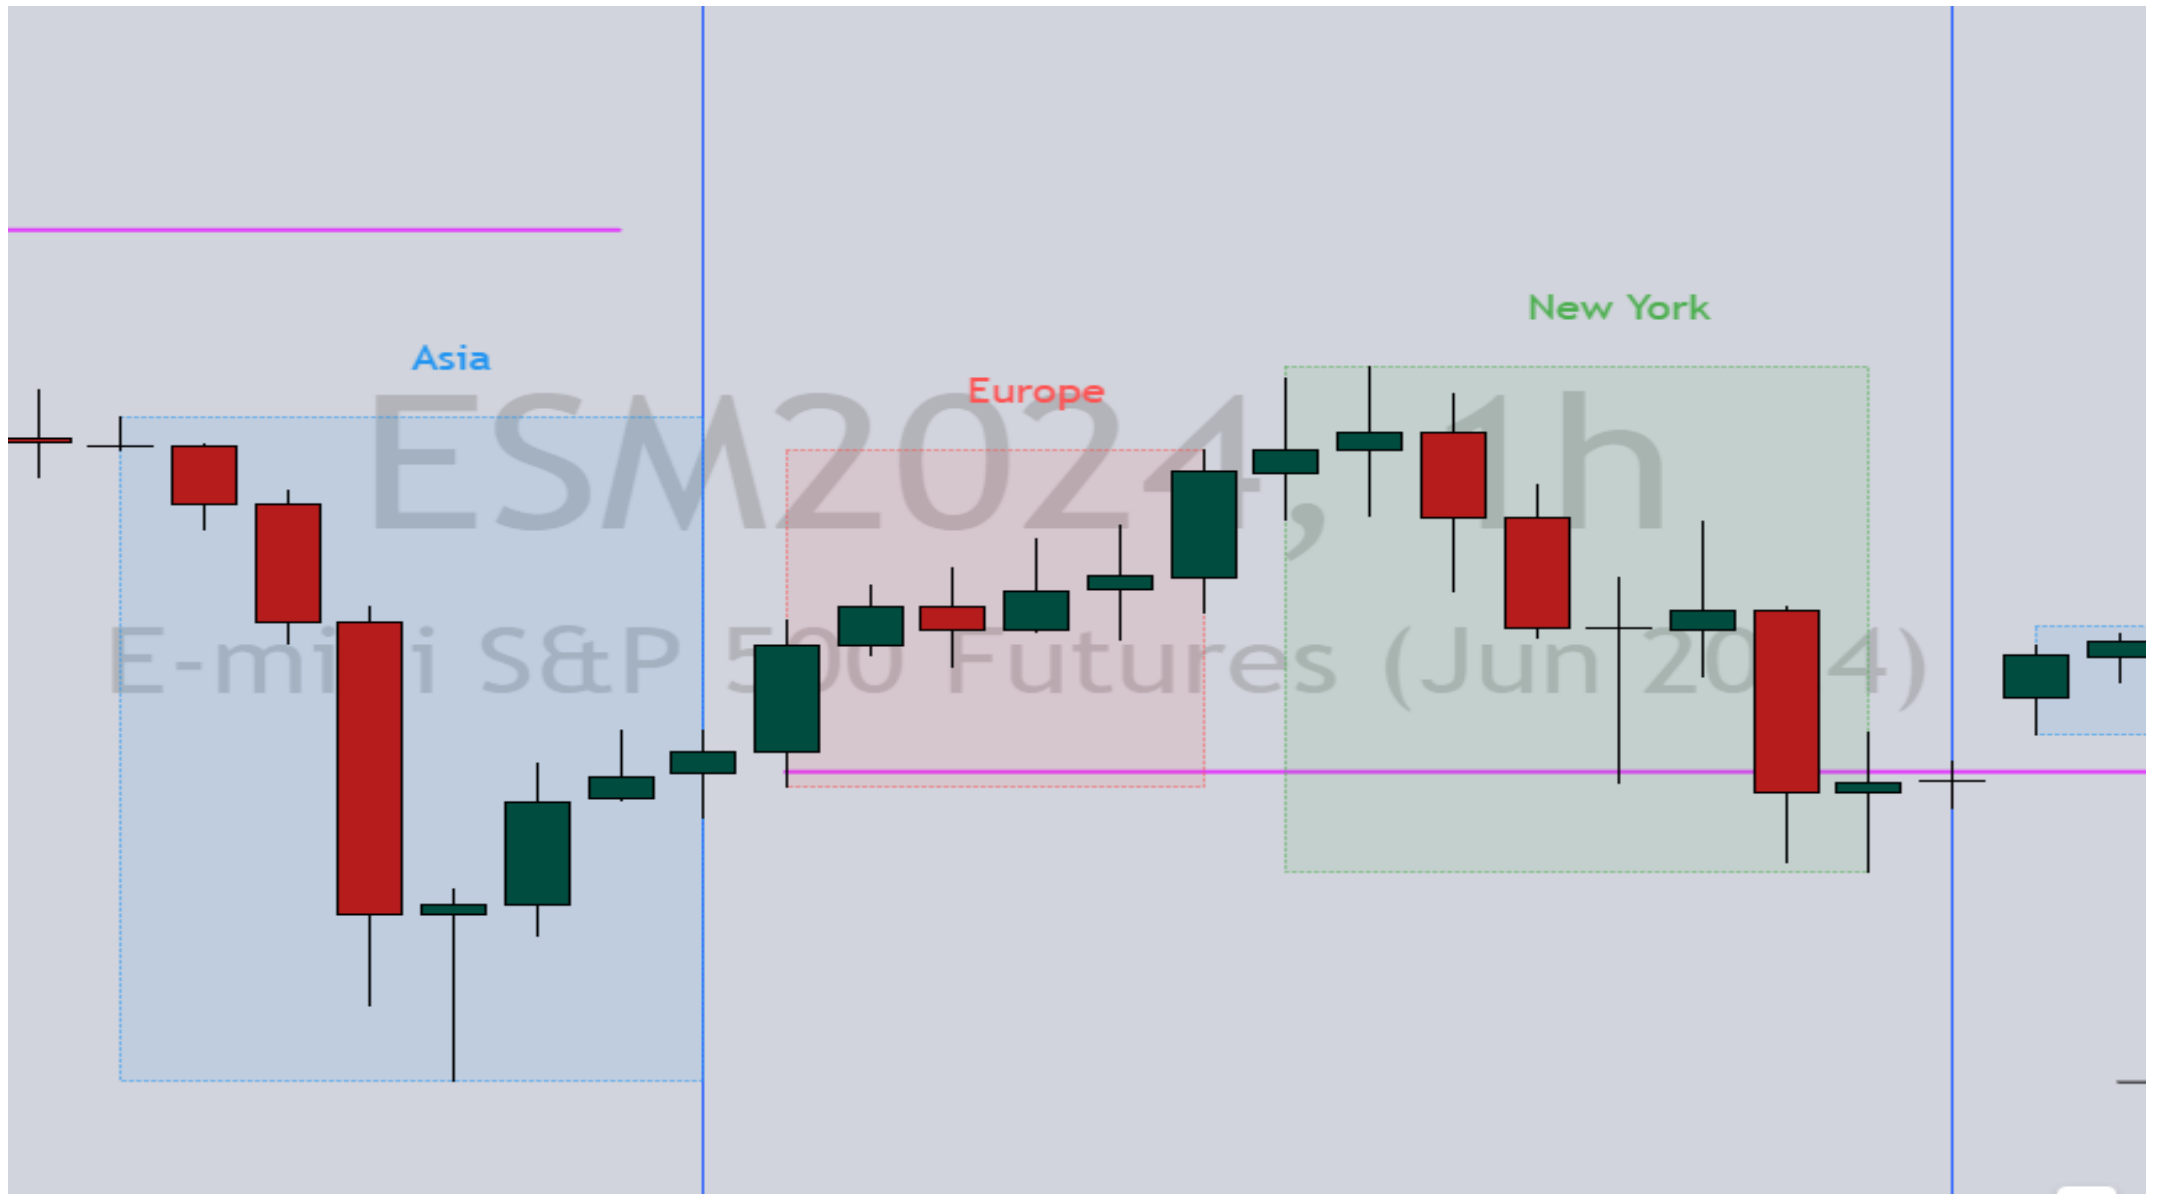 New York
Asia
Europe
ESM2024, 1h
E-mini S&P 500 Futures (Jun 2024)